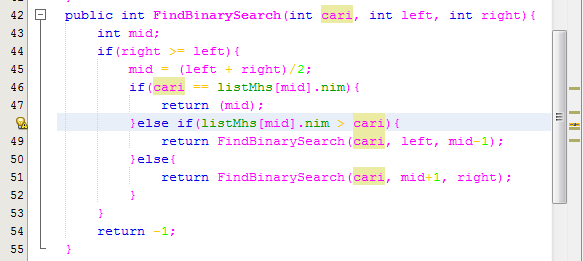 42 public int FindBinarySearch(int cari, int left, int right){
43 int mid;
44 if(right >= left){
45 mid = (left + right)/2;
46 if(cari == listMhs[mid].nim){
47 return (mid);
}else if(listMhs[mid].nim > cari){
49 return FindBinarySearch(cari, left, mid-1);
50 }else{
51 return FindBinarySearch(cari, mid+1, right);
52 }
53 }
54 return -1;
55 }